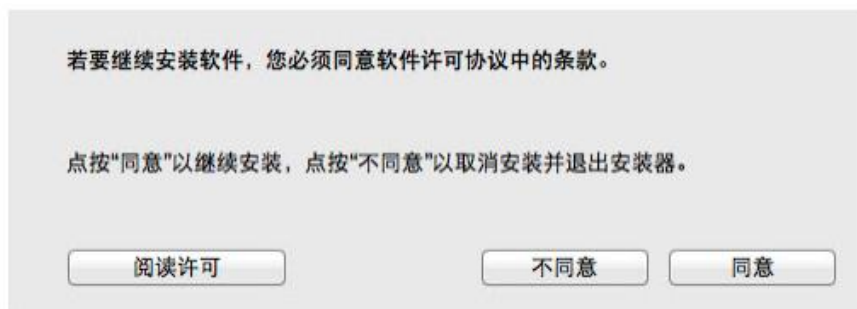 若要继续安装软件，您必须同意软件许可协议中的条款。
点按“同意”以继续安装，点按“不同意”以取消安装并退出安装器。
阅读许可 不同意 同意